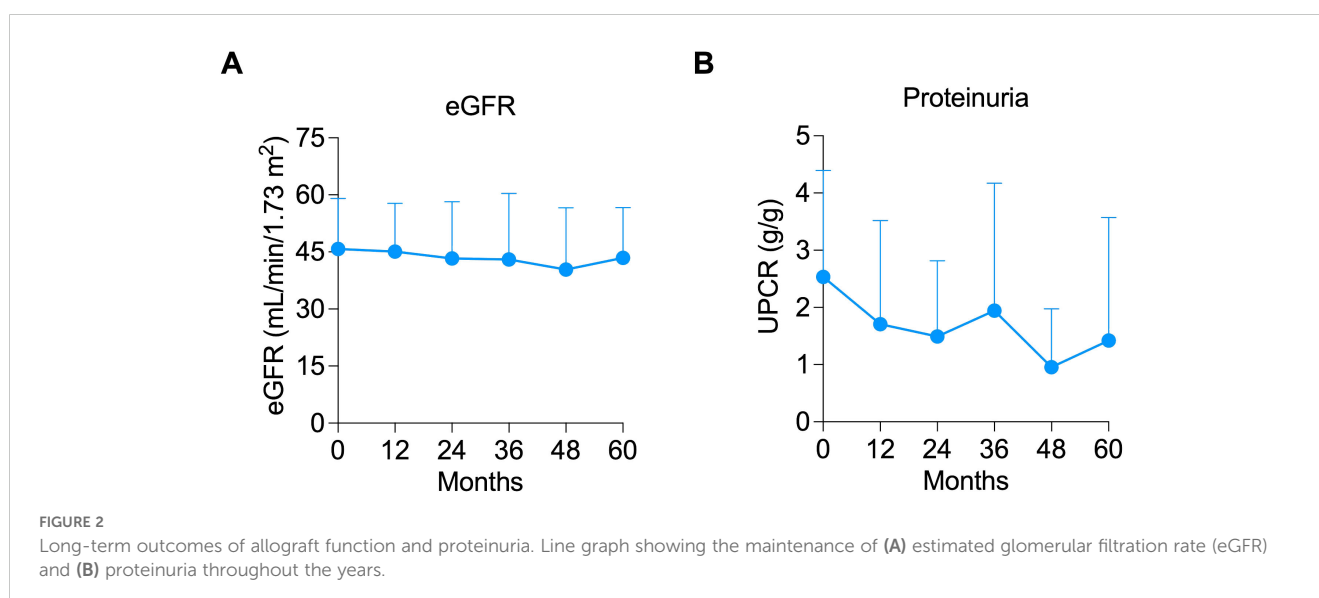 A
B
eGFR
Proteinuria
eGFR (mL/min/1.73 m²)
75
60
45
30
15
0
0 12 24 36 48 60
Months
UPCR (g/g)
5
4
3
2
1
0
0 12 24 36 48 60
Months
FIGURE 2
Long-term outcomes of allograft function and proteinuria. Line graph showing the maintenance of (A) estimated glomerular filtration rate (eGFR)
and (B) proteinuria throughout the years.